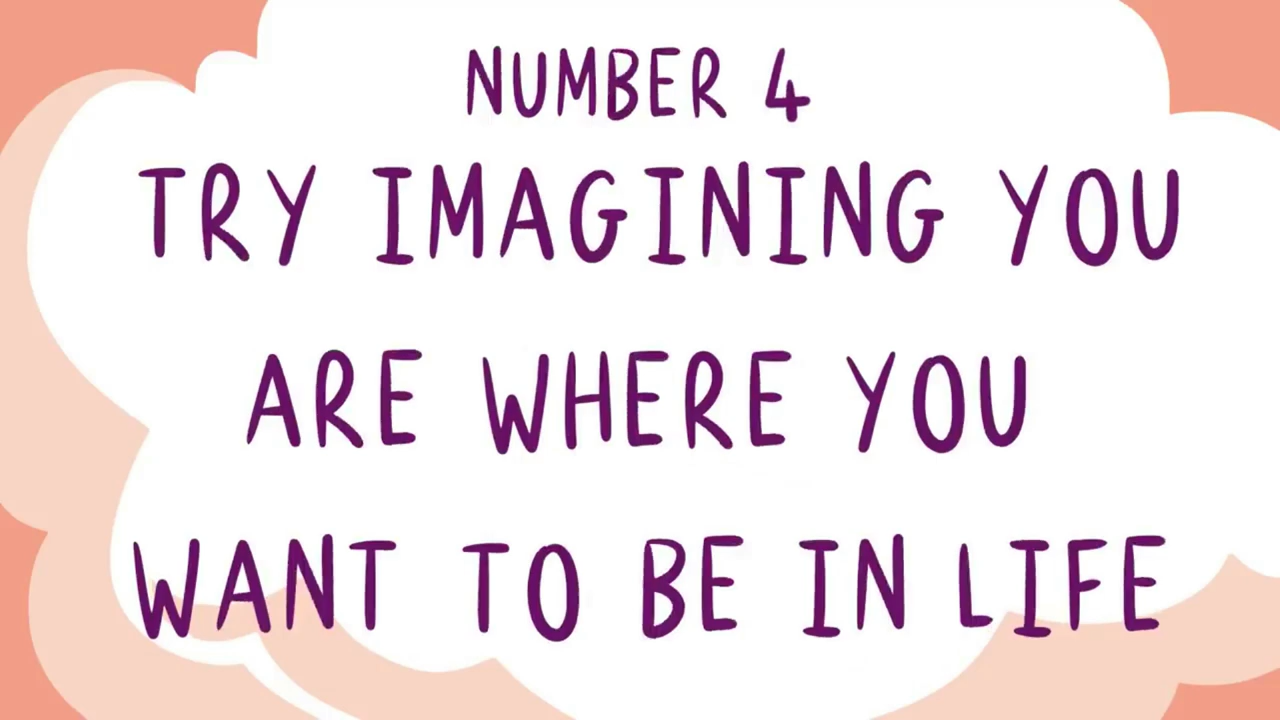 NUMBER 4
TRY IMAGINING YOU
ARE WHERE YOU
WANT TO BE IN LIFE